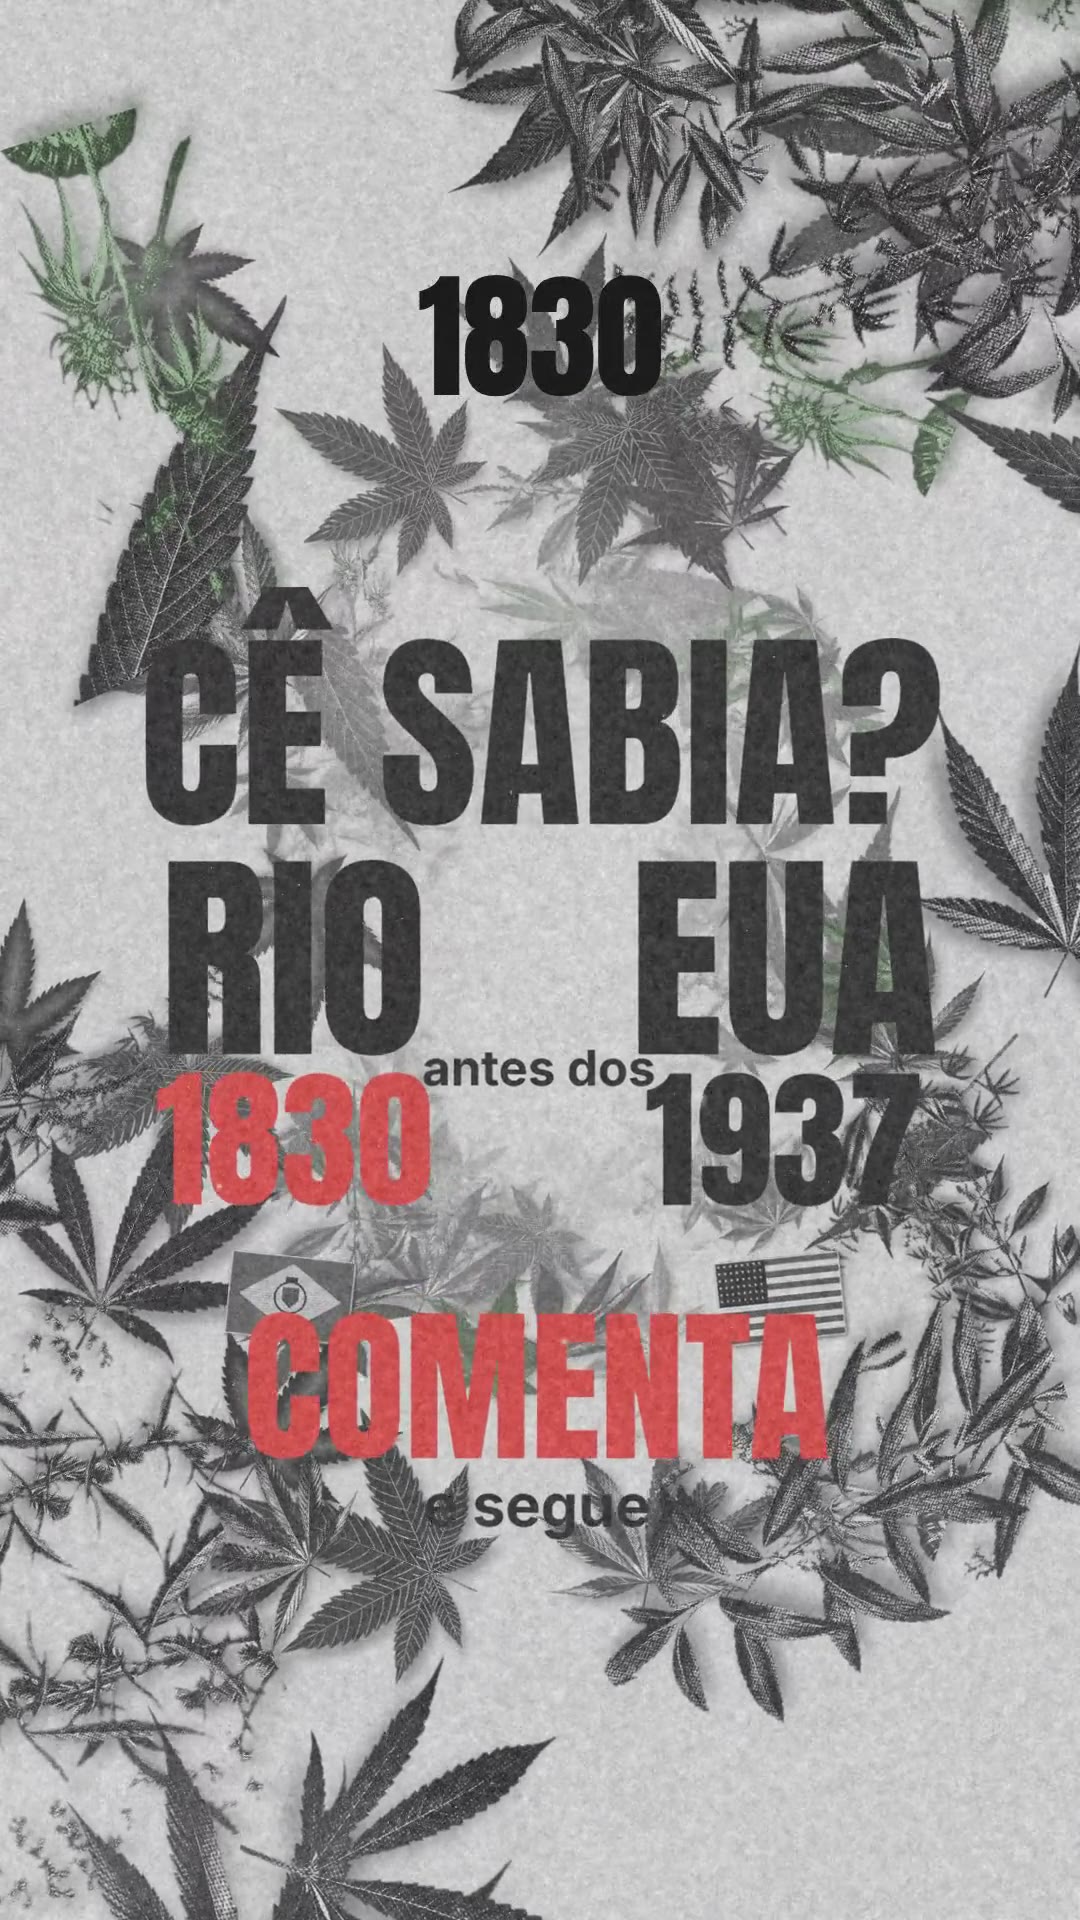 1830
CÊ SABIA?
RIO EUA
antes dos
1830 1937
COMENTA
e segue